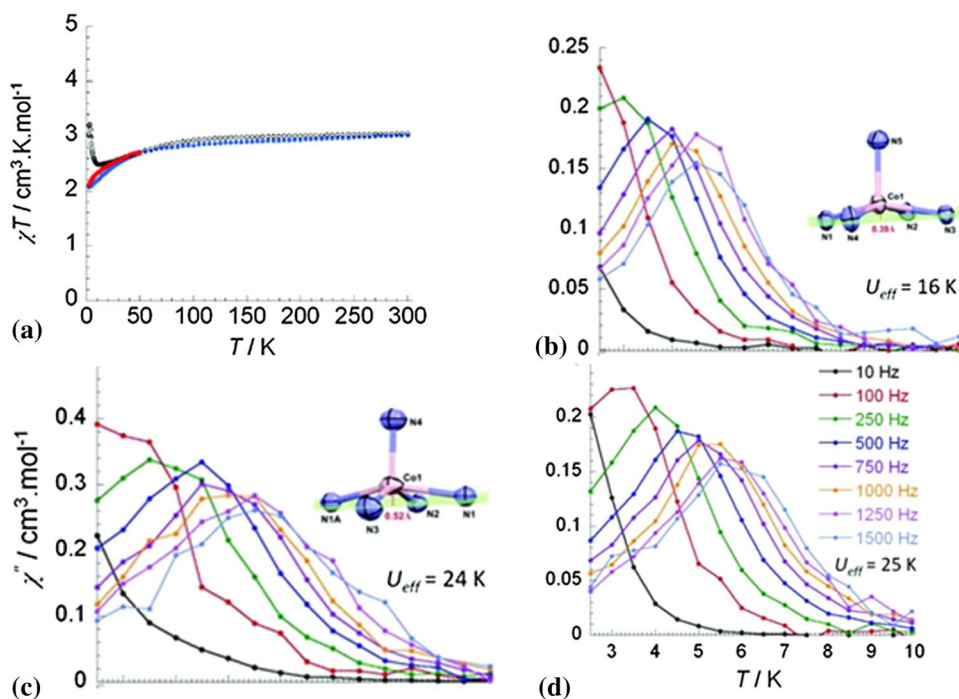 5
4
3
2
1
0
χT / cm³.K.mol⁻¹
0 50 100 150 200 250 300
T / K
(a)
0.25
0.2
0.15
0.1
0.05
0
N5
Co1
N1 N4 0.39 Å N2 N3
U_eff = 16 K
(b)
0.4
0.3
0.2
0.1
0
χ'' / cm³.mol⁻¹
N4
Co1
N1A N3 0.52 Å N2 N1
U_eff = 24 K
(c)
0.2
0.15
0.1
0.05
0
10 Hz
100 Hz
250 Hz
500 Hz
750 Hz
1000 Hz
1250 Hz
1500 Hz
U_eff = 25 K
3 4 5 6 7 8 9 10
T / K
(d)